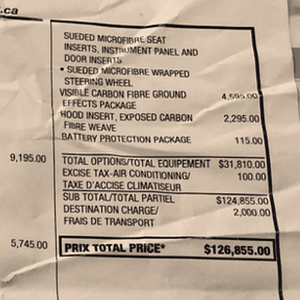 .ca
SUEDED MICROFIBRE SEAT
INSERTS, INSTRUMENT PANEL AND
DOOR INSERTS
• SUEDED MICROFIBRE WRAPPED
STEERING WHEEL
VISIBLE CARBON FIBRE GROUND 4,595.00
EFFECTS PACKAGE
HOOD INSERT, EXPOSED CARBON 2,295.00
FIBRE WEAVE
BATTERY PROTECTION PACKAGE 115.00
9,195.00 TOTAL OPTIONS/TOTAL EQUIPEMENT $31,810.00
EXCISE TAX-AIR CONDITIONING/ 100.00
TAXE D'ACCISE CLIMATISEUR
SUB TOTAL/TOTAL PARTIEL $124,855.00
DESTINATION CHARGE/ 2,000.00
FRAIS DE TRANSPORT
5,745.00 PRIX TOTAL PRICE* $126,855.00